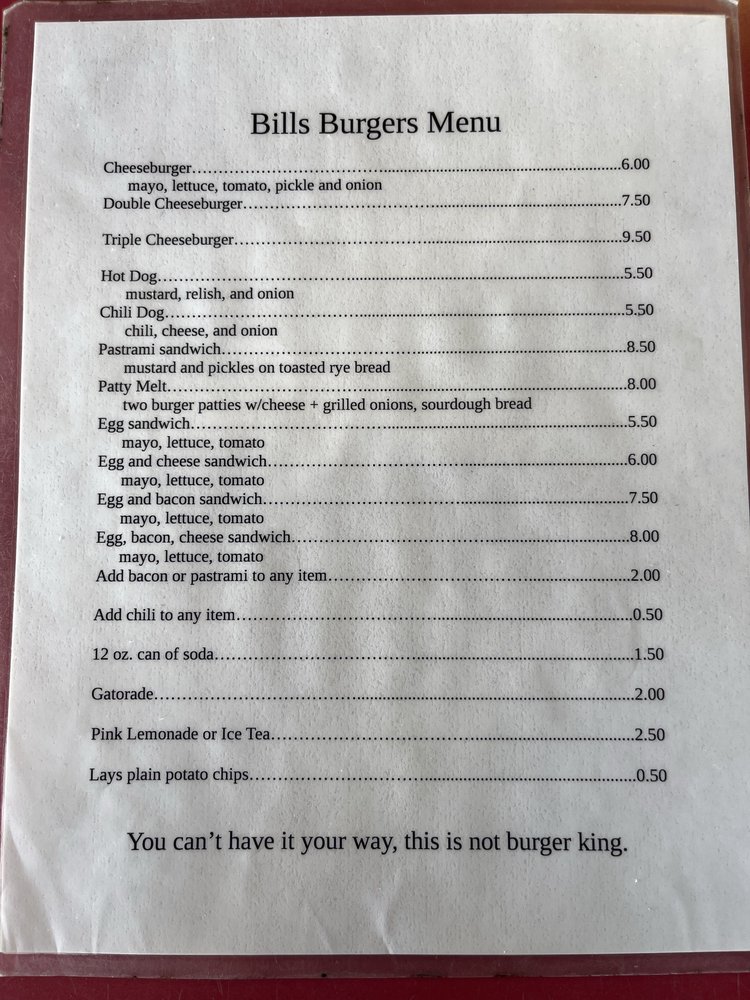 Bills Burgers Menu
Cheeseburger........................................6.00
mayo, lettuce, tomato, pickle and onion
Double Cheeseburger........................................7.50
Triple Cheeseburger........................................9.50
Hot Dog........................................5.50
mustard, relish, and onion
Chili Dog........................................5.50
chili, cheese, and onion
Pastrami sandwich........................................8.50
mustard and pickles on toasted rye bread
Patty Melt........................................8.00
two burger patties w/cheese + grilled onions, sourdough bread
Egg sandwich........................................5.50
mayo, lettuce, tomato
Egg and cheese sandwich........................................6.00
mayo, lettuce, tomato
Egg and bacon sandwich........................................7.50
mayo, lettuce, tomato
Egg, bacon, cheese sandwich........................................8.00
mayo, lettuce, tomato
Add bacon or pastrami to any item........................................2.00
Add chili to any item........................................0.50
12 oz. can of soda........................................1.50
Gatorade........................................2.00
Pink Lemonade or Ice Tea........................................2.50
Lays plain potato chips........................................0.50
You can’t have it your way, this is not burger king.